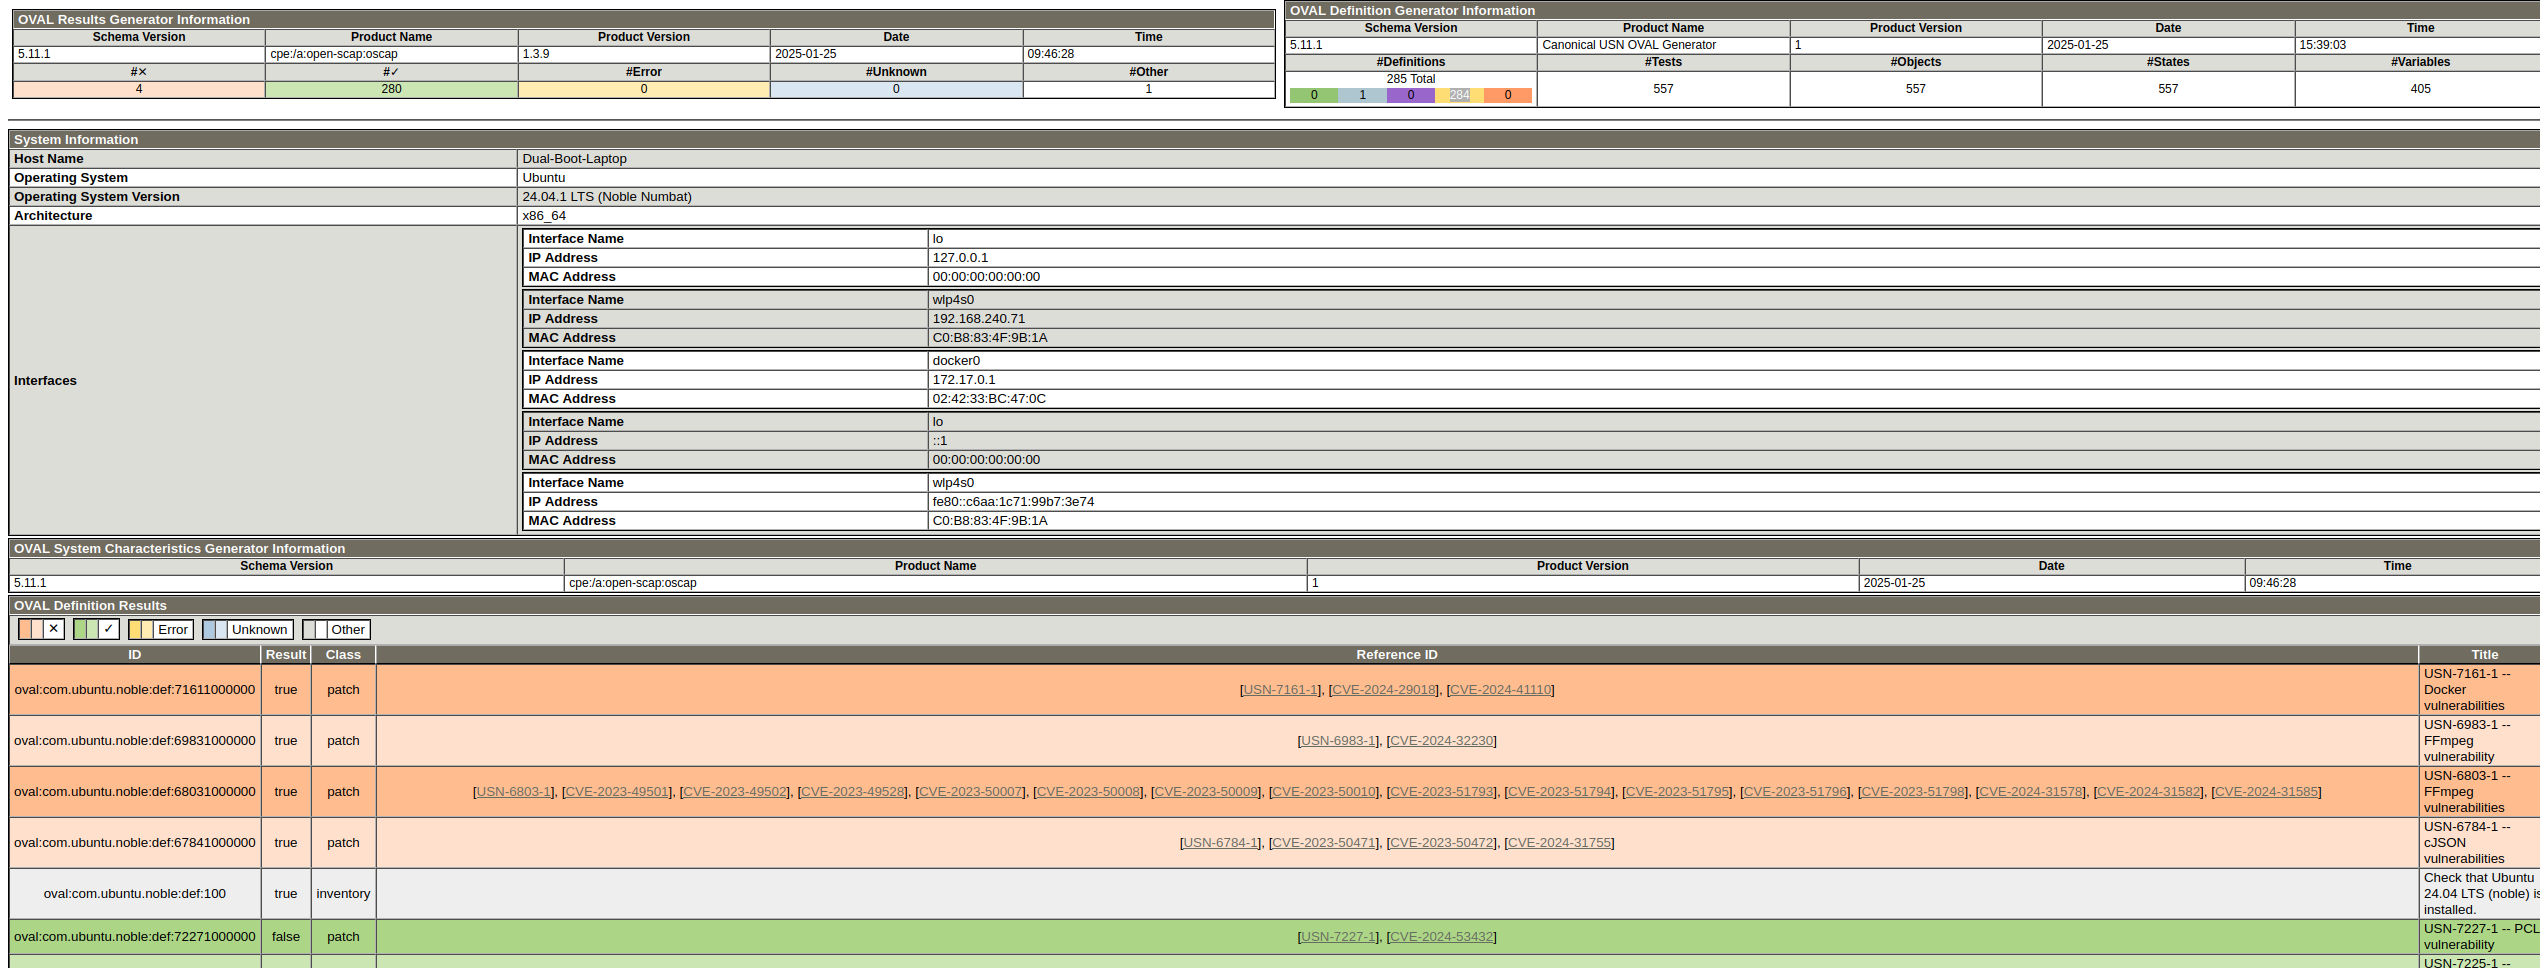 OVAL Results Generator Information
Schema Version Product Name Product Version Date Time
5.11.1 cpe:/a:open-scap:oscap 1.3.9 2025-01-25 09:46:28
#✕ #✓ #Error #Unknown #Other
4 280 0 0 1
OVAL Definition Generator Information
Schema Version Product Name Product Version Date Time
5.11.1 Canonical USN OVAL Generator 1 2025-01-25 15:39:03
#Definitions #Tests #Objects #States #Variables
285 Total
0 1 0 284 0 557 557 557 405
System Information
Host Name Dual-Boot-Laptop
Operating System Ubuntu
Operating System Version 24.04.1 LTS (Noble Numbat)
Architecture x86_64
Interfaces
Interface Name lo
IP Address 127.0.0.1
MAC Address 00:00:00:00:00:00
Interface Name wlp4s0
IP Address 192.168.240.71
MAC Address C0:B8:83:4F:9B:1A
Interface Name docker0
IP Address 172.17.0.1
MAC Address 02:42:33:BC:47:0C
Interface Name lo
IP Address ::1
MAC Address 00:00:00:00:00:00
Interface Name wlp4s0
IP Address fe80::c6aa:1c71:99b7:3e74
MAC Address C0:B8:83:4F:9B:1A
OVAL System Characteristics Generator Information
Schema Version Product Name Product Version Date Time
5.11.1 cpe:/a:open-scap:oscap 1 2025-01-25 09:46:28
OVAL Definition Results
✕ ✓ Error Unknown Other
ID Result Class Reference ID Title
oval:com.ubuntu.noble:def:71611000000 true patch [USN-7161-1], [CVE-2024-29018], [CVE-2024-41110] USN-7161-1 --
Docker
vulnerabilities
oval:com.ubuntu.noble:def:69831000000 true patch [USN-6983-1], [CVE-2024-32230] USN-6983-1 --
FFmpeg
vulnerability
oval:com.ubuntu.noble:def:68031000000 true patch [USN-6803-1], [CVE-2023-49501], [CVE-2023-49502], [CVE-2023-49528], [CVE-2023-50007], [CVE-2023-50008], [CVE-2023-50009], [CVE-2023-50010], [CVE-2023-51793], [CVE-2023-51794], [CVE-2023-51795], [CVE-2023-51796], [CVE-2023-51798], [CVE-2024-31578], [CVE-2024-31582], [CVE-2024-31585] USN-6803-1 --
FFmpeg
vulnerabilities
oval:com.ubuntu.noble:def:67841000000 true patch [USN-6784-1], [CVE-2023-50471], [CVE-2023-50472], [CVE-2024-31755] USN-6784-1 --
cJSON
vulnerabilities
oval:com.ubuntu.noble:def:100 true inventory Check that Ubuntu
24.04 LTS (noble) is
installed.
oval:com.ubuntu.noble:def:72271000000 false patch [USN-7227-1], [CVE-2024-53432] USN-7227-1 -- PCL
vulnerability
USN-7225-1 --